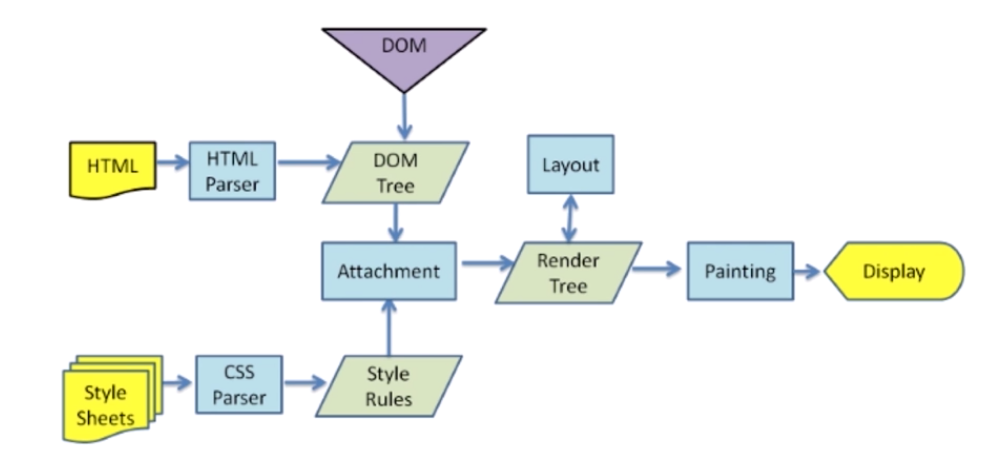 DOM
HTML
HTML
Parser
DOM
Tree
Layout
Attachment
Render
Tree
Painting
Display
Style
Sheets
CSS
Parser
Style
Rules